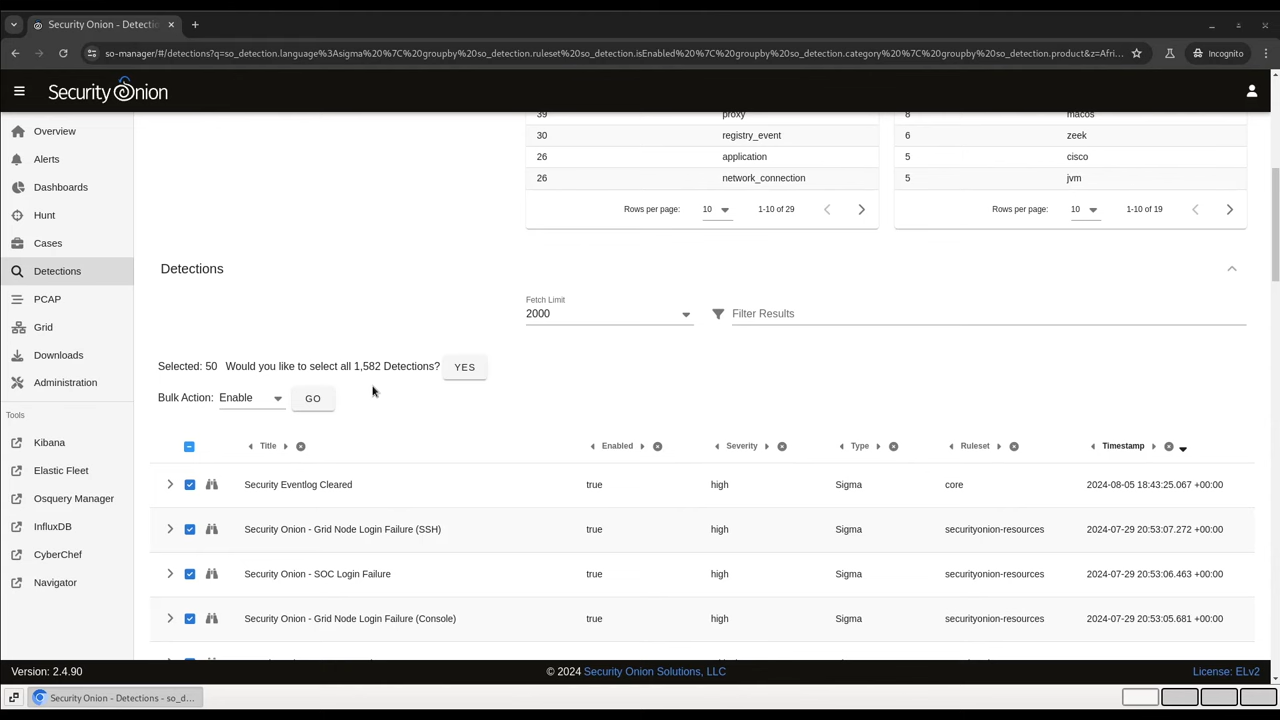 Security Onion - Detectio
so-manager/#/detections?q=so_detection.language%3Asigma%20%7C%20groupby%20so_detection.ruleset%20so_detection.isEnabled%20%7C%20groupby%20so_detection.category%20%7C%20groupby%20so_detection.product&z=Afri... Incognito
Security Onion
Overview
Alerts
Dashboards
Hunt
Cases
Detections
PCAP
Grid
Downloads
Administration
Tools
Kibana
Elastic Fleet
Osquery Manager
InfluxDB
CyberChef
Navigator
39 proxy
30 registry_event
26 application
26 network_connection
Rows per page: 10 1-10 of 29
8 macos
6 zeek
5 cisco
5 jvm
Rows per page: 10 1-10 of 19
Detections
Fetch Limit
2000 Filter Results
Selected: 50 Would you like to select all 1,582 Detections? YES
Bulk Action: Enable GO
Title Enabled Severity Type Ruleset Timestamp
Security Eventlog Cleared true high Sigma core 2024-08-05 18:43:25.067 +00:00
Security Onion - Grid Node Login Failure (SSH) true high Sigma securityonion-resources 2024-07-29 20:53:07.272 +00:00
Security Onion - SOC Login Failure true high Sigma securityonion-resources 2024-07-29 20:53:06.463 +00:00
Security Onion - Grid Node Login Failure (Console) true high Sigma securityonion-resources 2024-07-29 20:53:05.681 +00:00
Version: 2.4.90 © 2024 Security Onion Solutions, LLC License: ELv2
Security Onion - Detections - so_d...